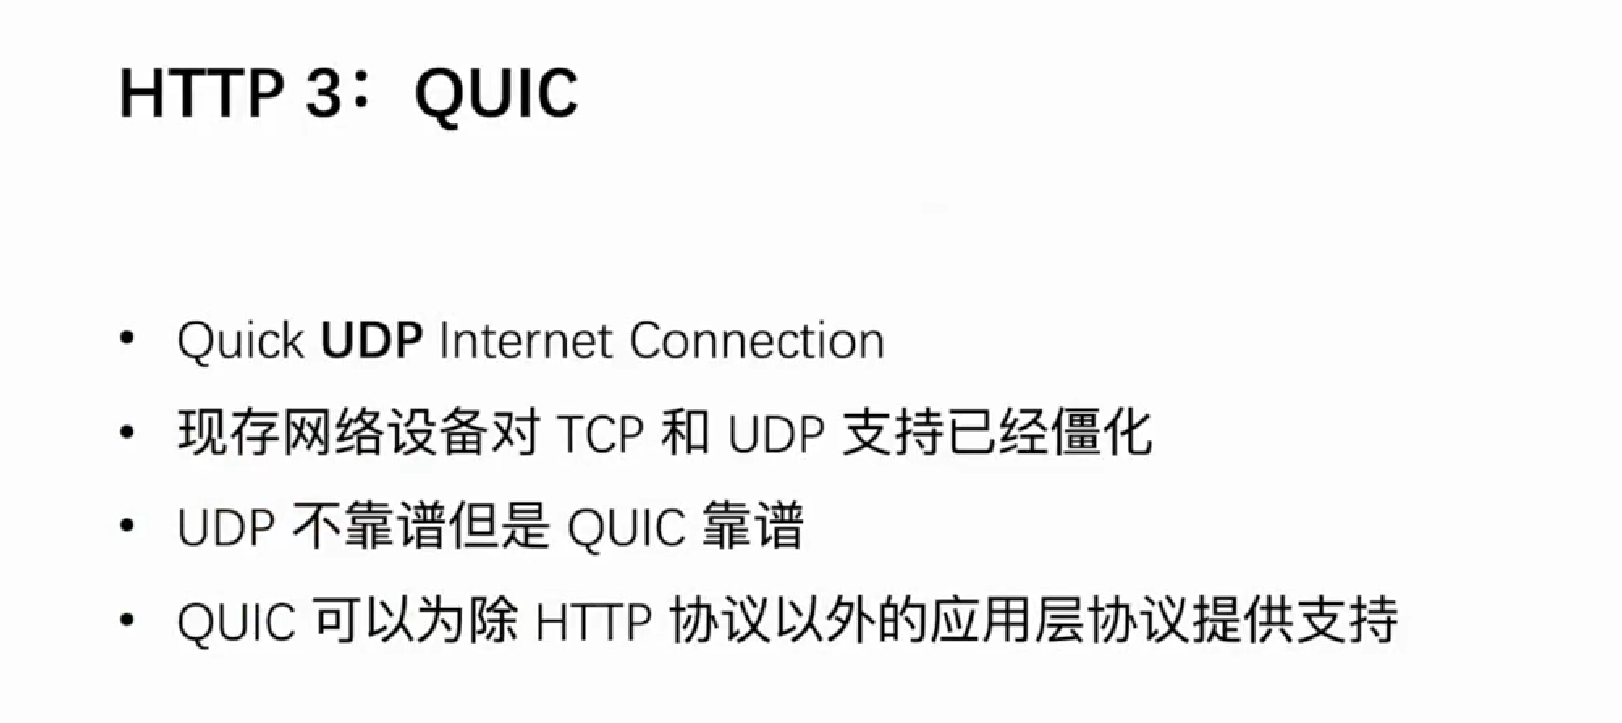 HTTP 3：QUIC
• Quick UDP Internet Connection
• 现存网络设备对 TCP 和 UDP 支持已经僵化
• UDP 不靠谱但是 QUIC 靠谱
• QUIC 可以为除 HTTP 协议以外的应用层协议提供支持